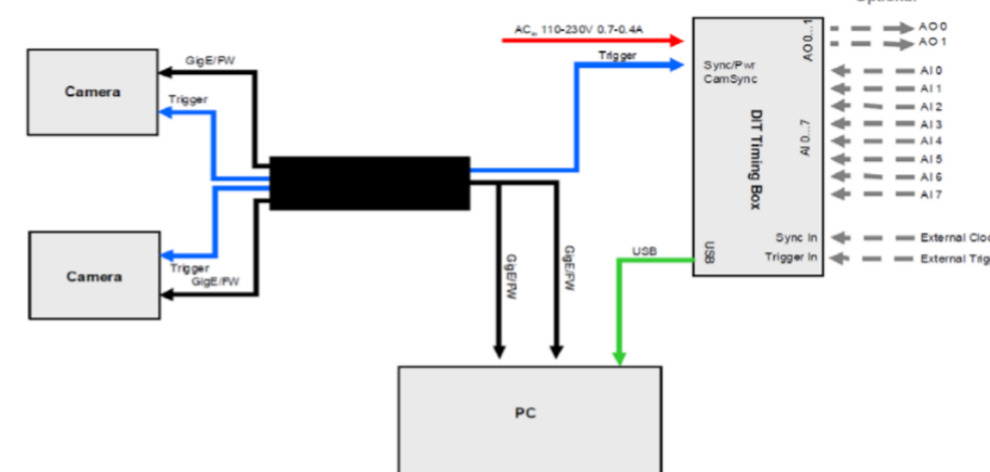 AC~ 110-230V 0.7-0.4A
Trigger
GigE/FW
Camera
Trigger
Camera
Trigger
GigE/FW
GigE/FW
GigE/FW
Sync/Pwr
CamSync
AO 0...1
DIT Timing Box
AI 0...7
Sync In
Trigger In
USB
USB
AO 0
AO 1
AI 0
AI 1
AI 2
AI 3
AI 4
AI 5
AI 6
AI 7
External Cloc
External Trig
PC